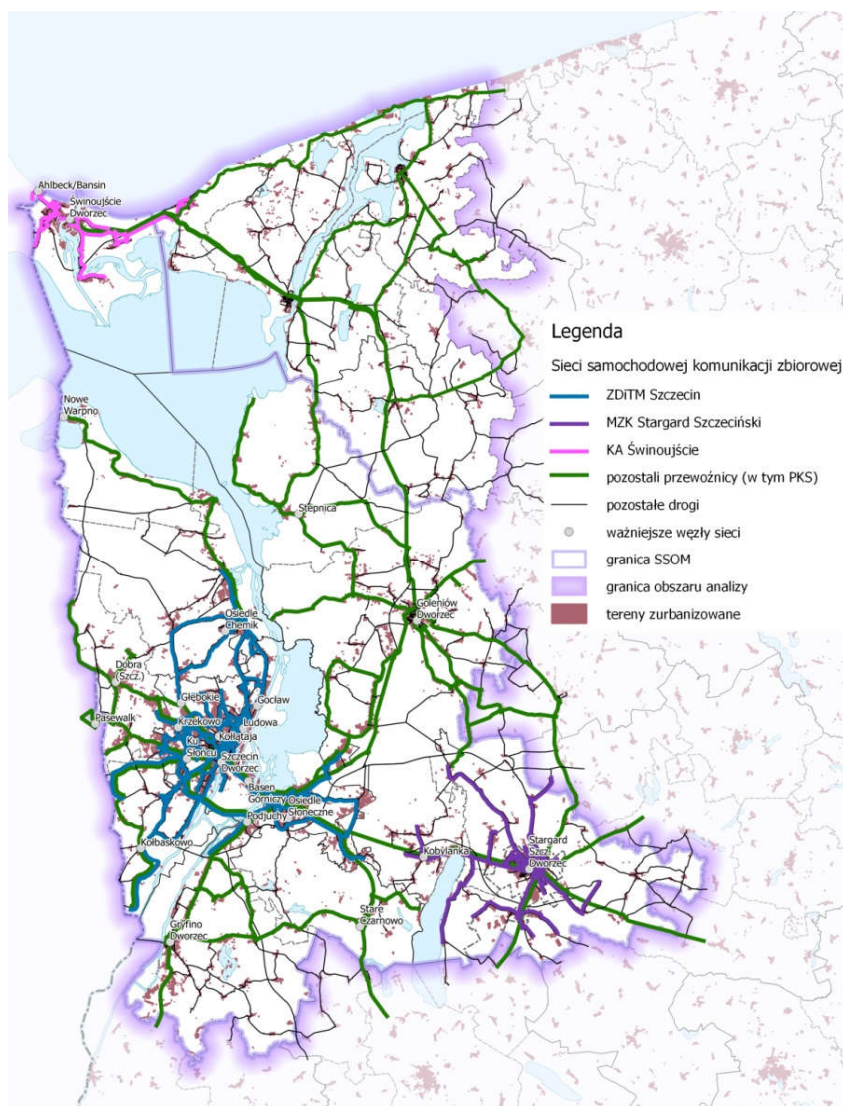 Ahlbeck/Bansin
Świnoujście
Dworzec
Legenda
Sieci samochodowej komunikacji zbiorowej
ZDiTM Szczecin
MZK Stargard Szczeciński
KA Świnoujście
pozostali przewoźnicy (w tym PKS)
pozostałe drogi
ważniejsze węzły sieci
granica SSOM
granica obszaru analizy
tereny zurbanizowane
Nowe
Warpno
Stepnica
Goleniów
Dworzec
Osiedle
Chemik
Dobra
(Szcz.)
Głębokie
Gocław
Pasewalk
Krzekowo
Ludowa
Kołłątaja
Ku
Słońcu
Szczecin
Dworzec
Basen
Górniczy
Osiedle
Słoneczne
Podjuchy
Kołbaskowo
Kobylanka
Stargard
Szcz.
Dworzec
Stare
Czarnowo
Gryfino
Dworzec